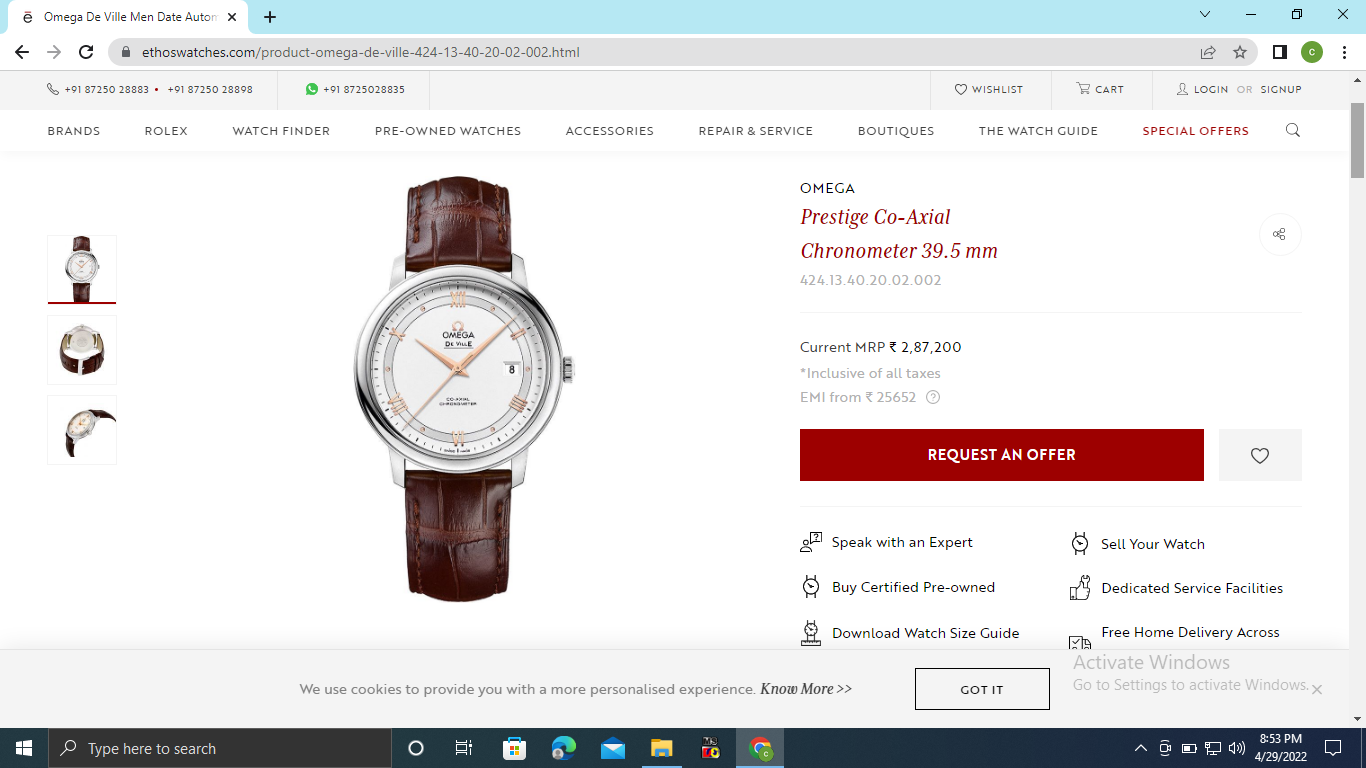 Omega De Ville Men Date Autom
ethoswatches.com/product-omega-de-ville-424-13-40-20-02-002.html
c
+91 87250 28883 • +91 87250 28898
+91 8725028835
WISHLIST
CART
LOGIN OR SIGNUP
BRANDS
ROLEX
WATCH FINDER
PRE-OWNED WATCHES
ACCESSORIES
REPAIR & SERVICE
BOUTIQUES
THE WATCH GUIDE
SPECIAL OFFERS
OMEGA
De Ville
8
CO-AXIAL
CHRONOMETER
OMEGA
Prestige Co-Axial
Chronometer 39.5 mm
424.13.40.20.02.002
Current MRP ₹ 2,87,200
*Inclusive of all taxes
EMI from ₹ 25652 ?
REQUEST AN OFFER
Speak with an Expert
Sell Your Watch
Buy Certified Pre-owned
Dedicated Service Facilities
Download Watch Size Guide
Free Home Delivery Across
We use cookies to provide you with a more personalised experience. Know More >>
GOT IT
Activate Windows
Go to Settings to activate Windows.
Type here to search
8:53 PM
4/29/2022